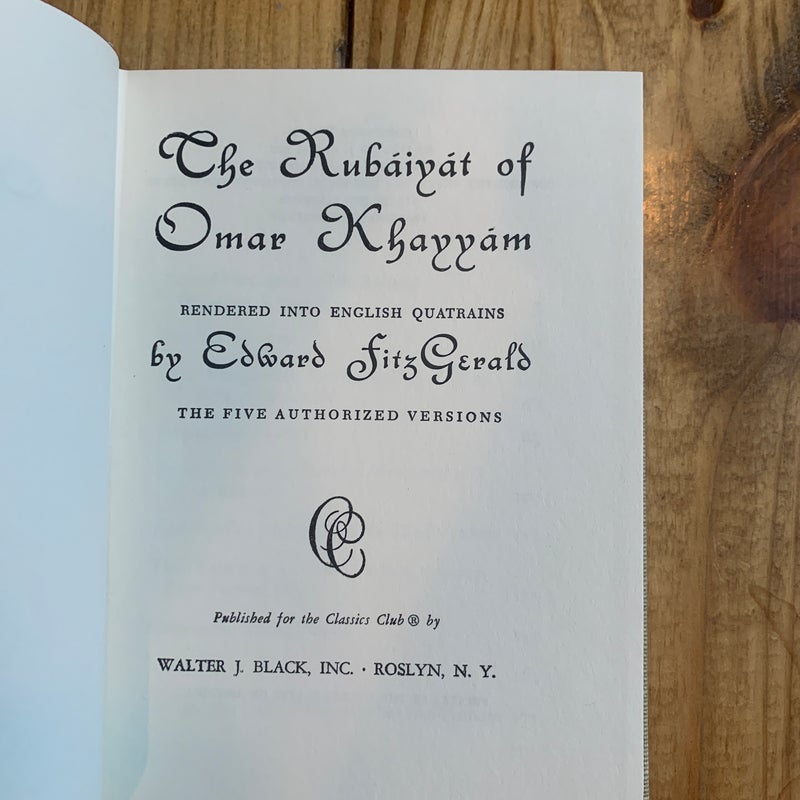 The Rubáiyát of
Omar Khayyám
RENDERED INTO ENGLISH QUATRAINS
by Edward FitzGerald
THE FIVE AUTHORIZED VERSIONS
CC
Published for the Classics Club ® by
WALTER J. BLACK, INC. · ROSLYN, N. Y.